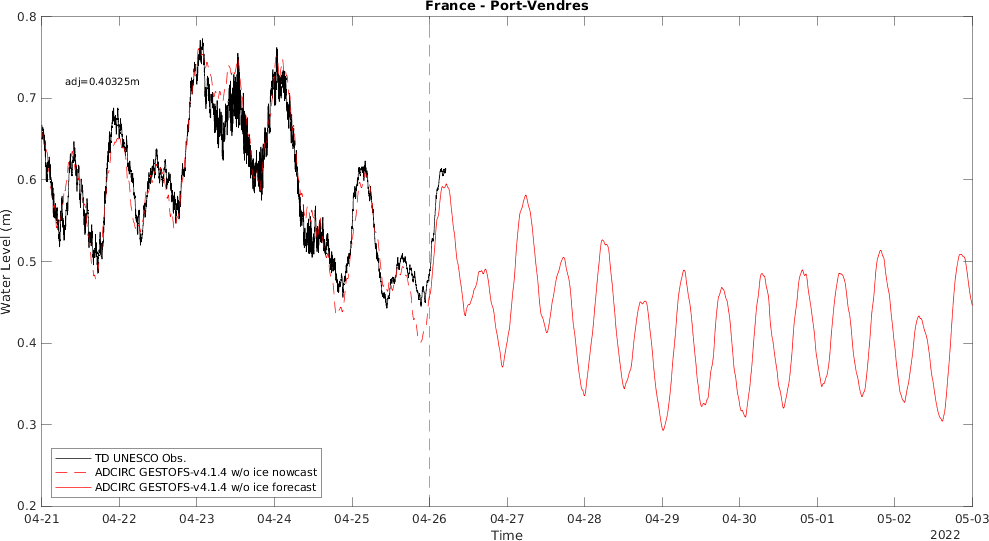 France - Port-Vendres
0.8
0.7
0.6
0.5
0.4
0.3
0.2
Water Level (m)
adj=0.40325m
TD UNESCO Obs.
ADCIRC GESTOFS-v4.1.4 w/o ice nowcast
ADCIRC GESTOFS-v4.1.4 w/o ice forecast
04-21 04-22 04-23 04-24 04-25 04-26 04-27 04-28 04-29 04-30 05-01 05-02 05-03
Time
2022